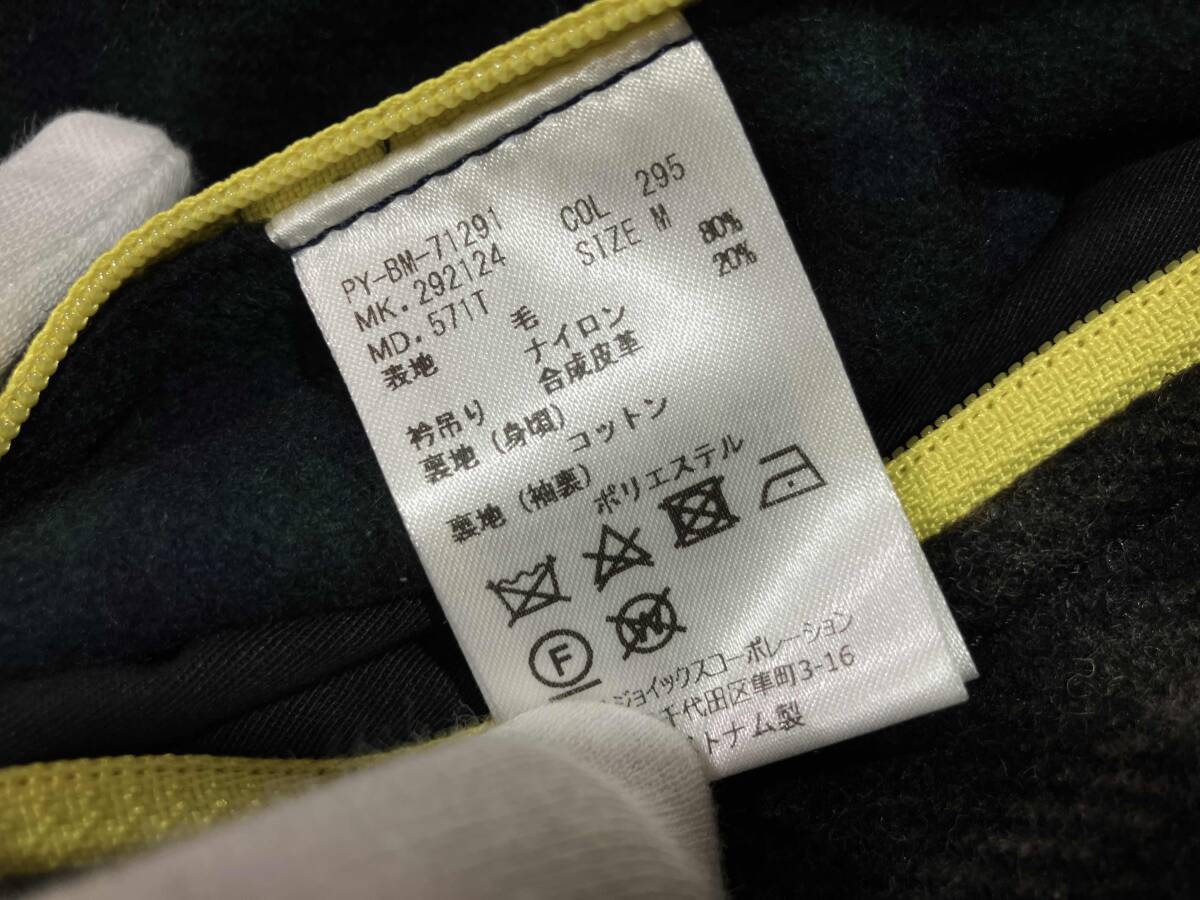 PY-BM-71291 COL 295
MK.292124 SIZE M
MD.571T
表地 毛 80%
ナイロン 20%
衿吊り 合成皮革
裏地(身頃)
コットン
裏地(袖裏)
ポリエステル
F
W
ジョイックスコーポレーション
千代田区隼町3-16
トナム製